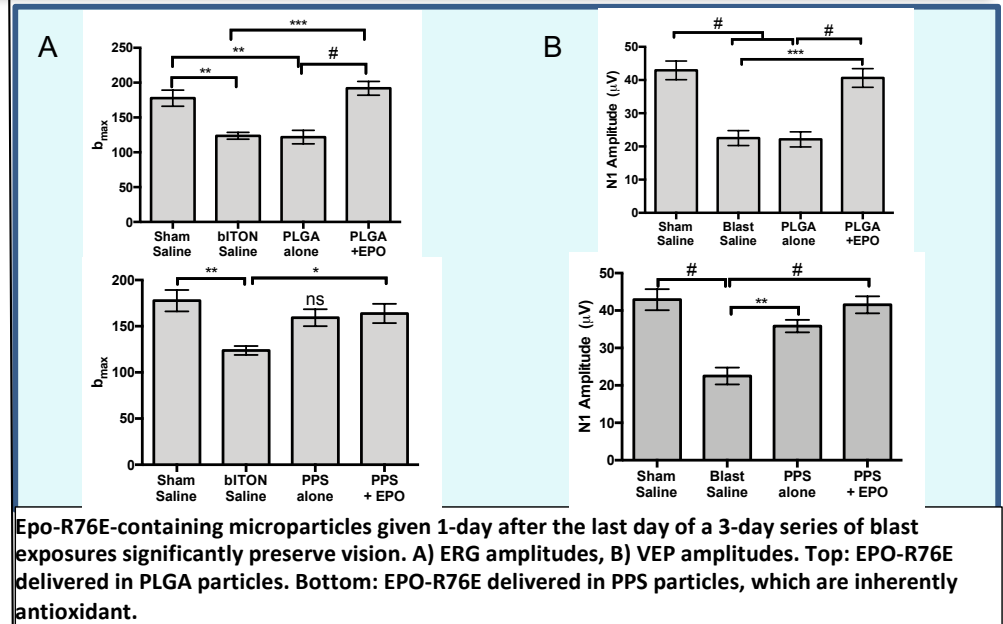 A
***
**
#
**
250
200
150
100
50
0
bmax
Sham Saline
bITON Saline
PLGA alone
PLGA +EPO
B
#
#
***
50
40
30
20
10
0
N1 Amplitude (μV)
Sham Saline
Blast Saline
PLGA alone
PLGA +EPO
**
*
ns
200
150
100
50
0
bmax
Sham Saline
bITON Saline
PPS alone
PPS + EPO
#
#
**
50
40
30
20
10
0
N1 Amplitude (μV)
Sham Saline
Blast Saline
PPS alone
PPS + EPO
Epo-R76E-containing microparticles given 1-day after the last day of a 3-day series of blast
exposures significantly preserve vision. A) ERG amplitudes, B) VEP amplitudes. Top: EPO-R76E
delivered in PLGA particles. Bottom: EPO-R76E delivered in PPS particles, which are inherently
antioxidant.